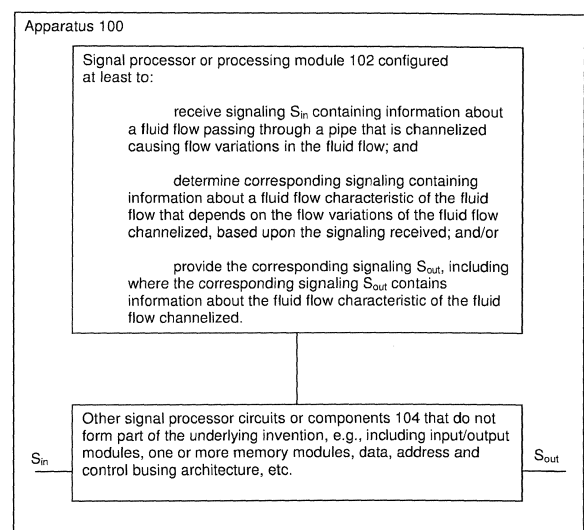 Apparatus 100
Signal processor or processing module 102 configured
at least to:
receive signaling Sin containing information about
a fluid flow passing through a pipe that is channelized
causing flow variations in the fluid flow; and
determine corresponding signaling containing
information about a fluid flow characteristic of the fluid
flow that depends on the flow variations of the fluid flow
channelized, based upon the signaling received; and/or
provide the corresponding signaling Sout, including
where the corresponding signaling Sout contains
information about the fluid flow characteristic of the fluid
flow channelized.
Other signal processor circuits or components 104 that do not
form part of the underlying invention, e.g., including input/output
modules, one or more memory modules, data, address and
control busing architecture, etc.
Sin
Sout